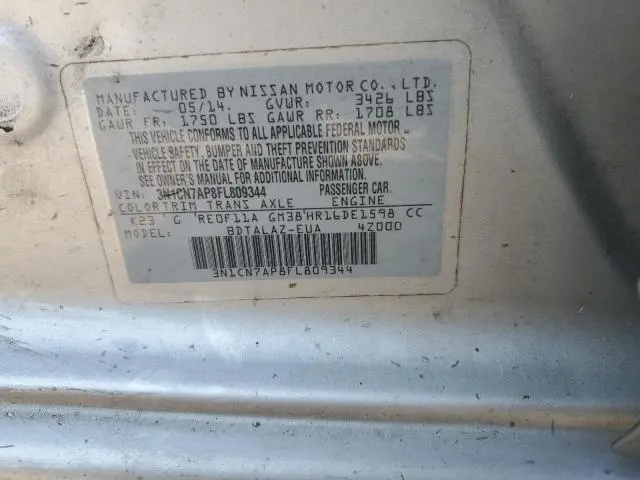 MANUFACTURED BY NISSAN MOTOR CO., LTD.
DATE: 05/14. GVWR: 3426 LBS
GAWR FR: 1750 LBS GAWR RR: 1708 LBS
THIS VEHICLE CONFORMS TO ALL APPLICABLE FEDERAL MOTOR
VEHICLE SAFETY, BUMPER AND THEFT PREVENTION STANDARDS
IN EFFECT ON THE DATE OF MANUFACTURE SHOWN ABOVE.
SEE OWNER'S MANUAL FOR ADDITIONAL INFORMATION.
VIN: 3N1CN7AP8FL809344 PASSENGER CAR.
COLOR TRIM TRANS AXLE ENGINE
K23 G RE0F11A GM38 HR16DE1598 CC
MODEL: BDTALAZ-EUA 4Z000
3N1CN7AP8FL809344